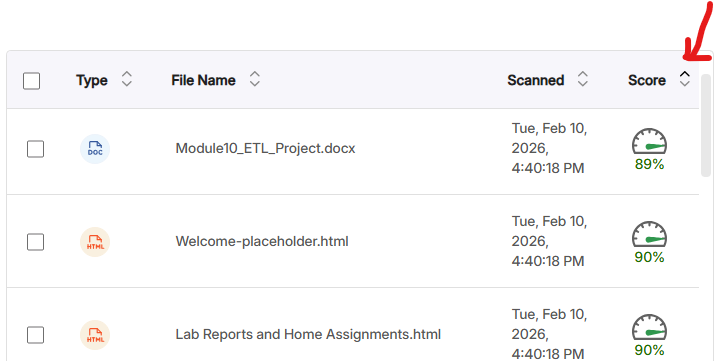 Type File Name Scanned Score
DOC Module10_ETL_Project.docx Tue, Feb 10,
2026,
4:40:18 PM 89%
HTML Welcome-placeholder.html Tue, Feb 10,
2026,
4:40:18 PM 90%
HTML Lab Reports and Home Assignments.html Tue, Feb 10,
2026,
4:40:18 PM 90%